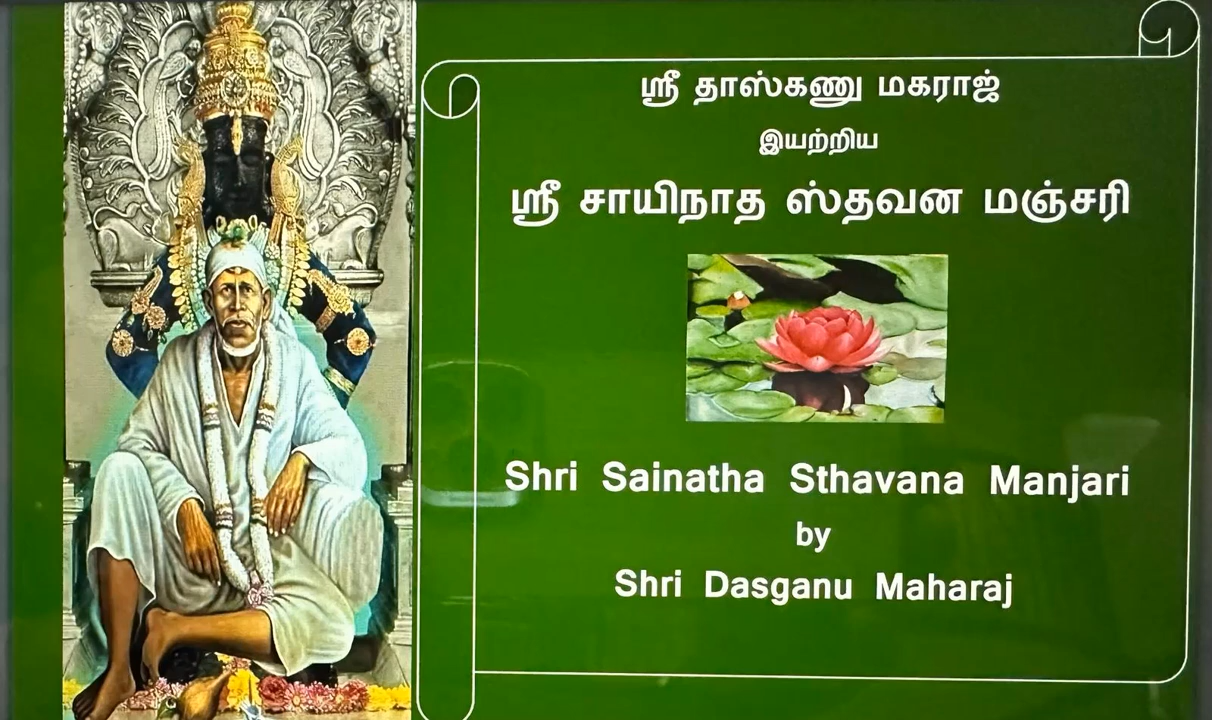 ஸ்ரீ தாஸ்கணு மகராஜ்
இயற்றிய
ஸ்ரீ சாயிநாத ஸ்தவன மஞ்சரி
Shri Sainatha Sthavana Manjari
by
Shri Dasganu Maharaj